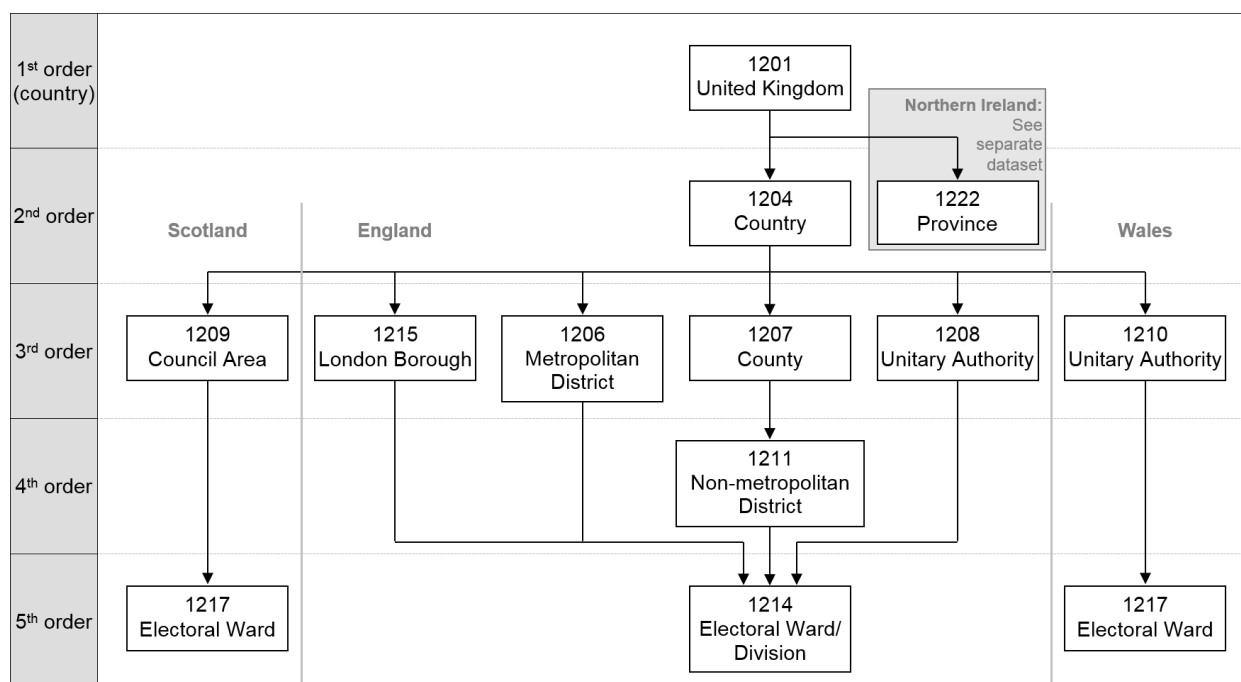 1st order
(country)
1201
United Kingdom
Northern Ireland:
See
separate
dataset
2nd order
1204
Country
1222
Province
Scotland
England
Wales
3rd order
1209
Council Area
1215
London Borough
1206
Metropolitan
District
1207
County
1208
Unitary Authority
1210
Unitary Authority
4th order
1211
Non-metropolitan
District
5th order
1217
Electoral Ward
1214
Electoral Ward/
Division
1217
Electoral Ward